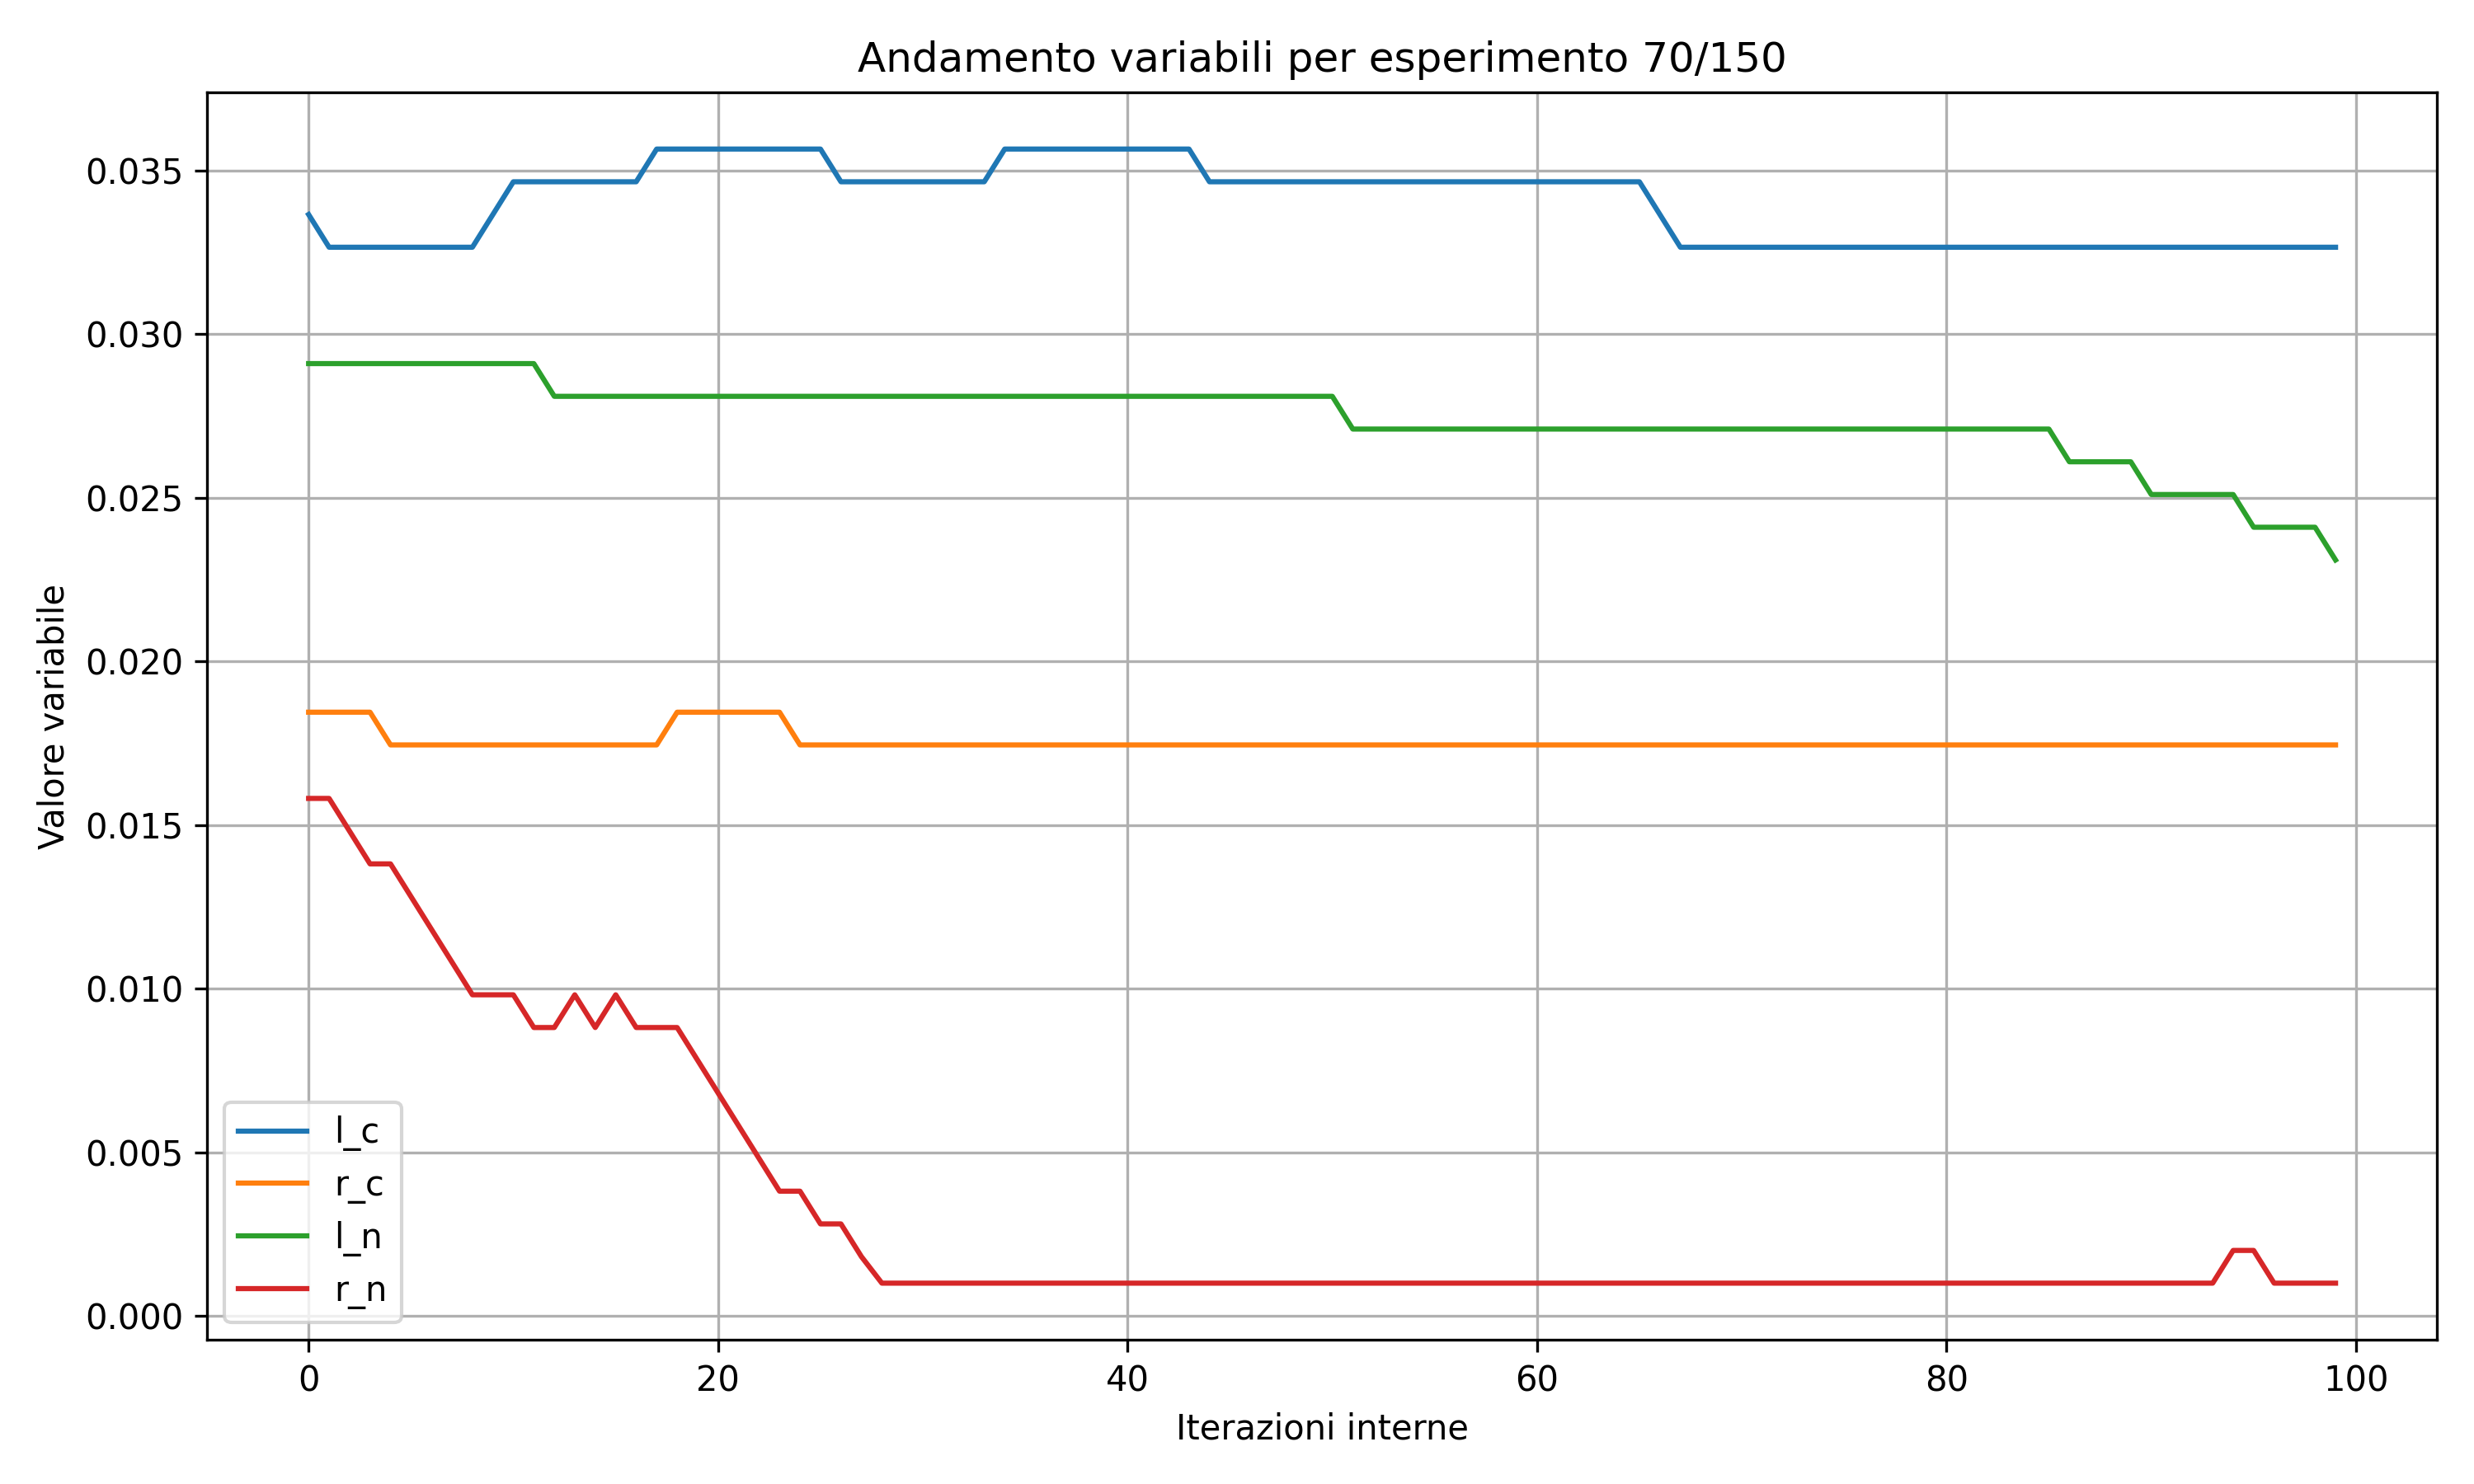 Andamento variabili per esperimento 70/150
Valore variabile
0.035
0.030
0.025
0.020
0.015
0.010
0.005
0.000
l_c
r_c
l_n
r_n
0 20 40 60 80 100
Iterazioni interne